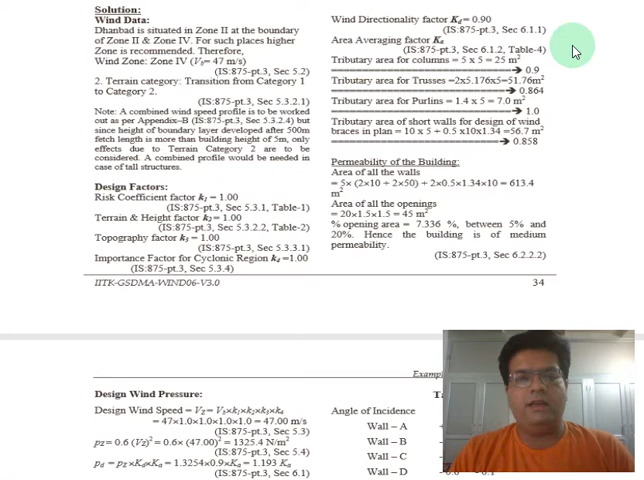 Solution:
Wind Data:
Dhanbad is situated in Zone II at the boundary
of Zone II & Zone IV. For such places higher
Zone is recommended. Therefore,
Wind Zone: Zone IV (Vs= 47 m/s)
(IS:875-pt.3, Sec 5.2)
2. Terrain category: Transition from Category 1
to Category 2.
(IS:875-pt.3, Sec 5.3.2.1)
Note: A combined wind speed profile is to be worked
out as per Appendix–B (IS:875-pt.3, Sec 5.3.2.4) but
since height of boundary layer developed after 500m
fetch length is more than building height of 5m, only
effects due to Terrain Category 2 are to be
considered. A combined profile would be needed in
case of tall structures.
Design Factors:
Risk Coefficient factor k1 = 1.00
(IS:875-pt.3, Sec 5.3.1, Table-1)
Terrain & Height factor k2 = 1.00
(IS:875-pt.3, Sec 5.3.2.2, Table-2)
Topography factor k3 = 1.00
(IS:875-pt.3, Sec 5.3.3.1)
Importance Factor for Cyclonic Region k4 =1.00
(IS:875-pt.3, Sec 5.3.4)
Wind Directionality factor Kd = 0.90
(IS:875-pt.3, Sec 6.1.1)
Area Averaging factor Ka
(IS:875-pt.3, Sec 6.1.2, Table-4)
Tributary area for columns = 5 x 5 = 25 m²
0.9
Tributary area for Trusses =2x5.176x5=51.76m²
0.864
Tributary area for Purlins = 1.4 x 5 = 7.0 m²
1.0
Tributary area of short walls for design of wind
braces in plan = 10 x 5 + 0.5 x10x1.34 =56.7 m²
0.858
Permeability of the Building:
Area of all the walls
= 5x (2×10 + 2×50) + 2×0.5×1.34×10 = 613.4
m²
Area of all the openings
= 20×1.5×1.5 = 45 m²
% opening area = 7.336 %, between 5% and
20%. Hence the building is of medium
permeability.
(IS:875-pt.3, Sec 6.2.2.2)
IITK-GSDMA-WIND06-V3.0 34
Design Wind Pressure:
Design Wind Speed = VZ = Vs×k1×k2×k3×k4
= 47×1.0×1.0×1.0×1.0 = 47.00 m/s
(IS:875-pt.3, Sec 5.3)
pz = 0.6 (VZ)² = 0.6× (47.00)² = 1325.4 N/m²
(IS:875-pt.3, Sec 5.4)
pd = pZ×Kd×Ka = 1.3254×0.9×Ka = 1.193 Ka
(IS:875-pt.3, Sec 6.1)
Angle of Incidence
Wall – A
Wall – B
Wall – C
Wall – D